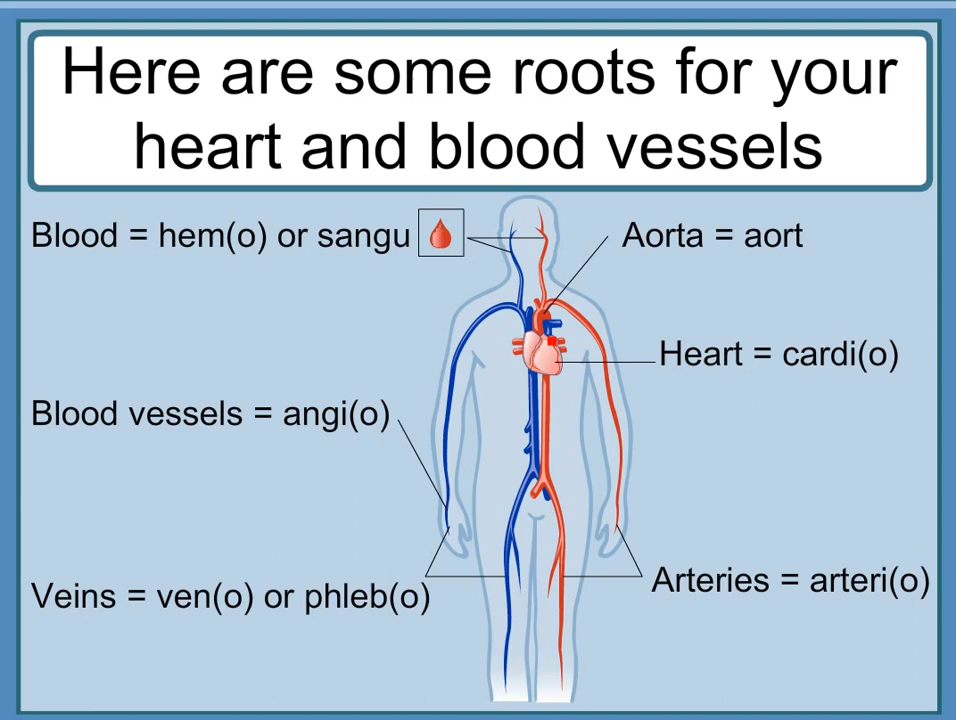 Here are some roots for your
heart and blood vessels
Blood = hem(o) or sangu
Aorta = aort
Heart = cardi(o)
Blood vessels = angi(o)
Veins = ven(o) or phleb(o)
Arteries = arteri(o)